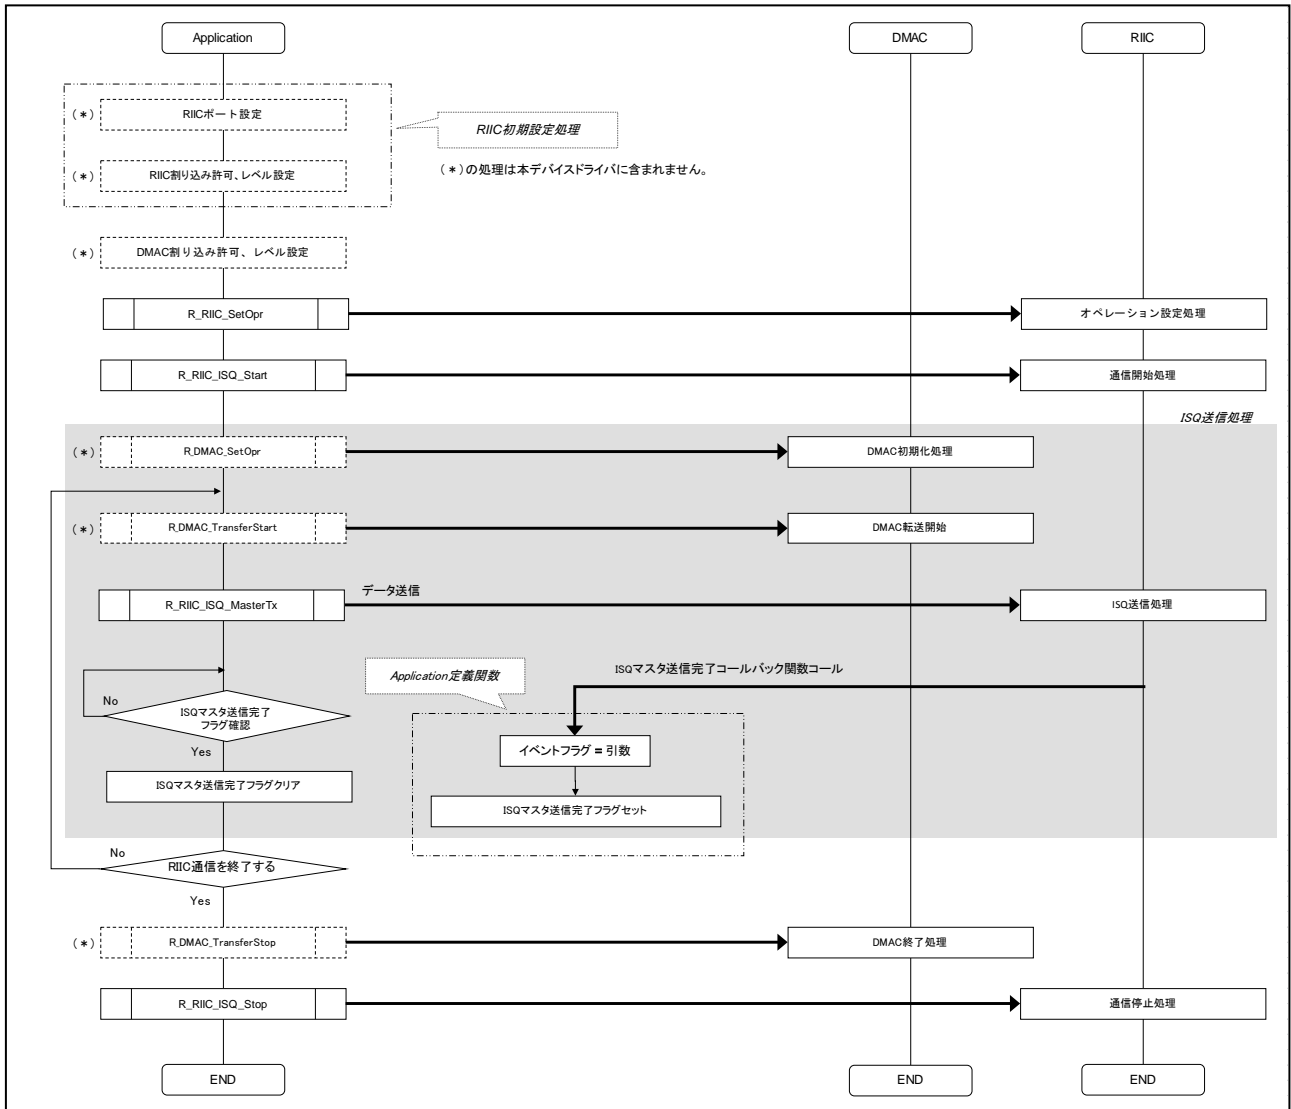 Application
DMAC
RIIC
(*)
RIICポート設定
RIIC初期設定処理
(*)の処理は本デバイスドライバに含まれません。
(*)
RIIC割り込み許可、レベル設定
(*)
DMAC割り込み許可、レベル設定
R_RIIC_SetOpr
オペレーション設定処理
R_RIIC_ISQ_Start
通信開始処理
ISQ送信処理
(*)
R_DMAC_SetOpr
DMAC初期化処理
(*)
R_DMAC_TransferStart
DMAC転送開始
データ送信
R_RIIC_ISQ_MasterTx
ISQ送信処理
Application定義関数
ISQマスタ送信完了コールバック関数コール
No
ISQマスタ送信完了
フラグ確認
Yes
イベントフラグ = 引数
ISQマスタ送信完了フラグクリア
ISQマスタ送信完了フラグセット
No
RIIC通信を終了する
Yes
(*)
R_DMAC_TransferStop
DMAC終了処理
R_RIIC_ISQ_Stop
通信停止処理
END
END
END